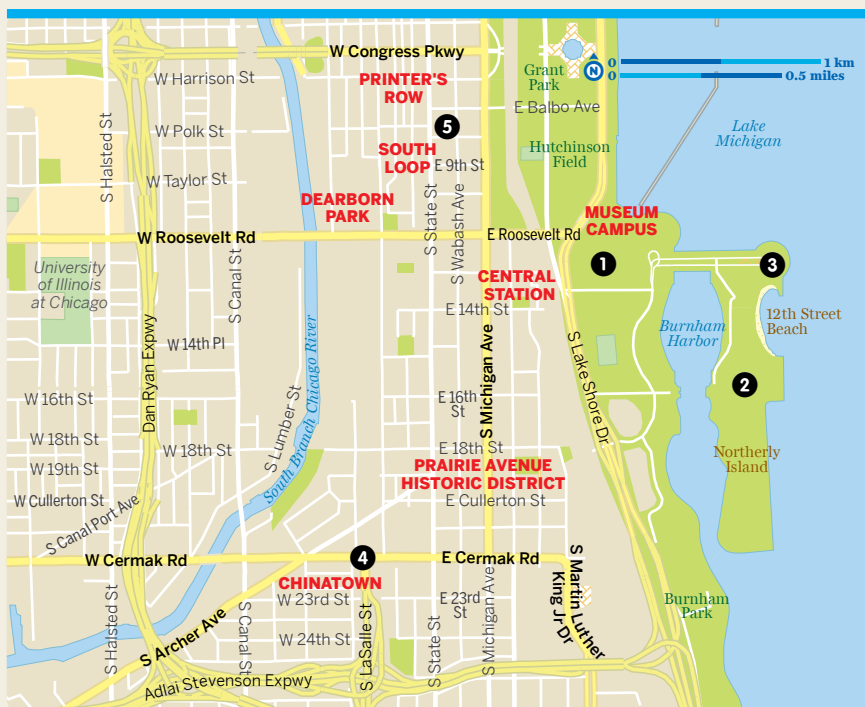 W Congress Pkwy
W Harrison St
PRINTER'S
ROW
Grant
Park
N
0
1 km
0
0.5 miles
E Balbo Ave
W Polk St
5
Lake
Michigan
SOUTH
LOOP
E 9th St
Hutchinson
Field
S Halsted St
W Taylor St
DEARBORN
PARK
S State St
S Wabash Ave
MUSEUM
CAMPUS
W Roosevelt Rd
E Roosevelt Rd
University
of Illinois
at Chicago
S Canal St
CENTRAL
STATION
1
3
E 14th St
12th Street
Beach
Burnham
Harbor
Dan Ryan Expwy
W 14th Pl
South Branch Chicago River
S Michigan Ave
S Lake Shore Dr
2
W 16th St
E 16th
St
S Lumber St
W 18th St
W 18th St
E 18th St
W 19th St
PRAIRIE AVENUE
HISTORIC DISTRICT
Northerly
Island
W Cullerton St
E Cullerton St
S Canal Port Ave
W Cermak Rd
4
E Cermak Rd
CHINATOWN
S Martin Luther
King Jr Dr
W 23rd St
E 23rd
St
Burnham
Park
S Halsted St
S Archer Ave
S Canal St
W 24th St
S LaSalle St
S State St
S Michigan Ave
Adlai Stevenson Expwy